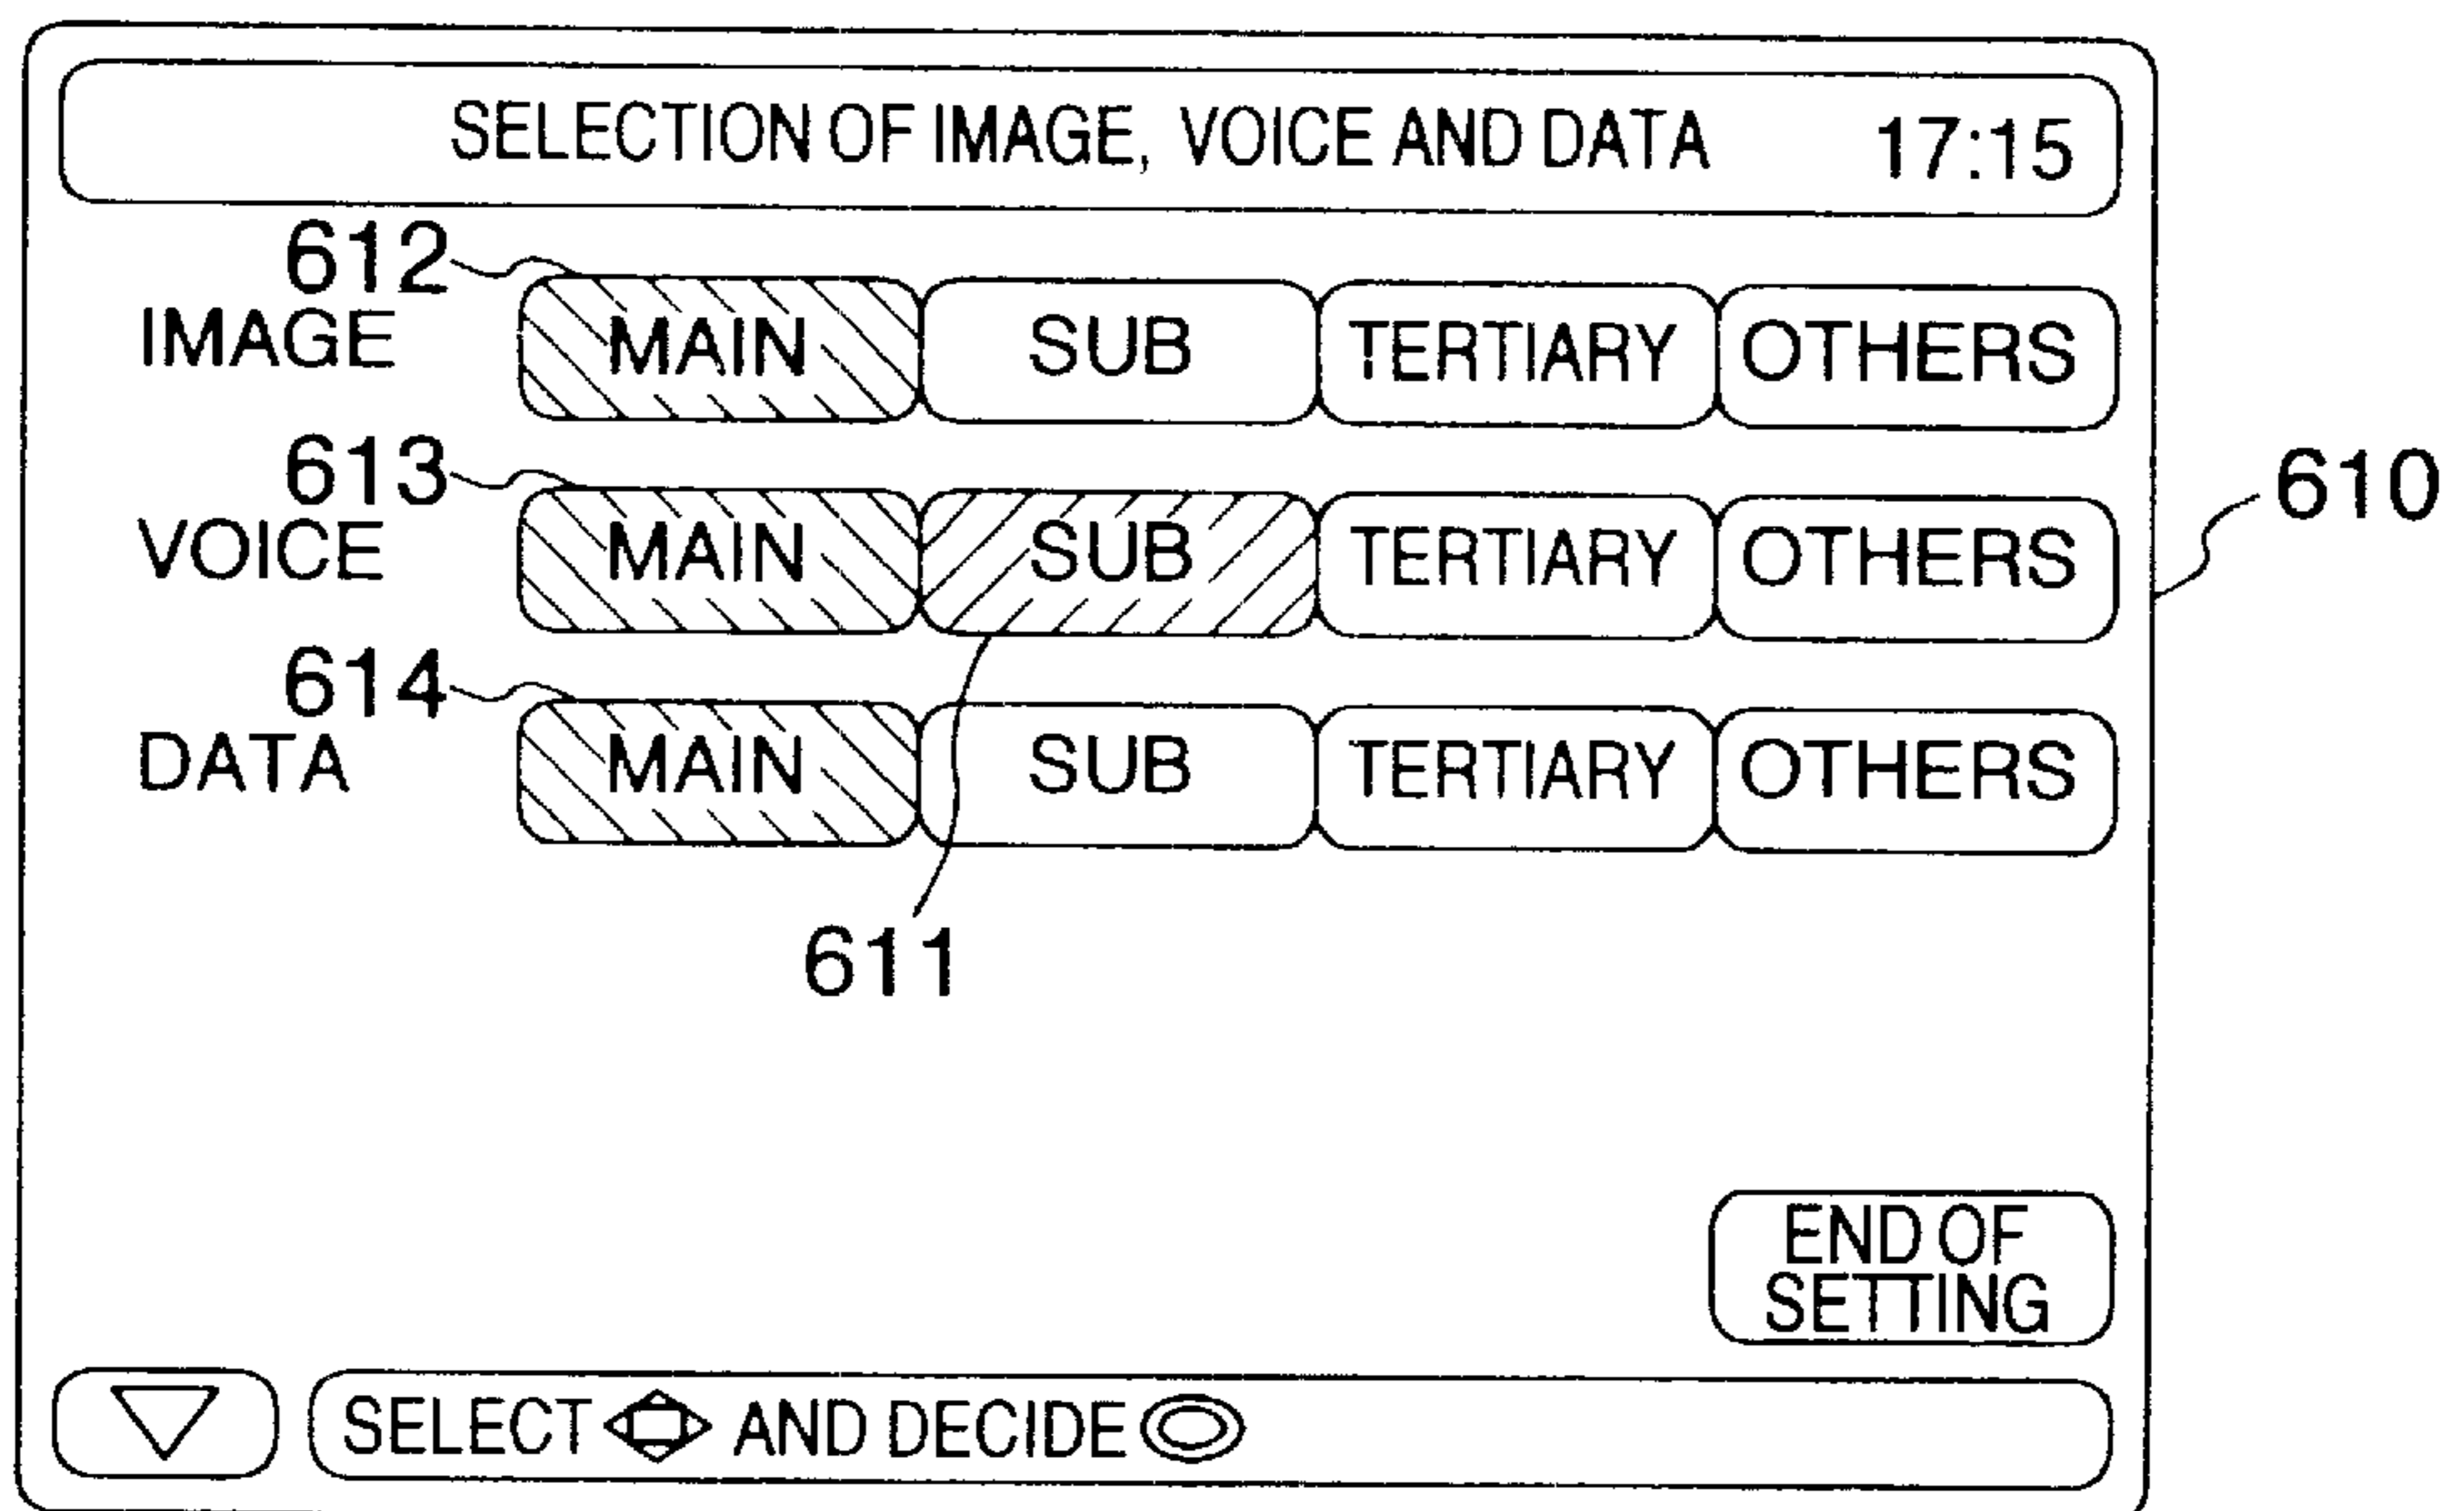 SELECTION OF IMAGE, VOICE AND DATA 17:15
612
IMAGE MAIN SUB TERTIARY OTHERS
613
VOICE MAIN SUB TERTIARY OTHERS
610
614
DATA MAIN SUB TERTIARY OTHERS
611
END OF
SETTING
SELECT AND DECIDE